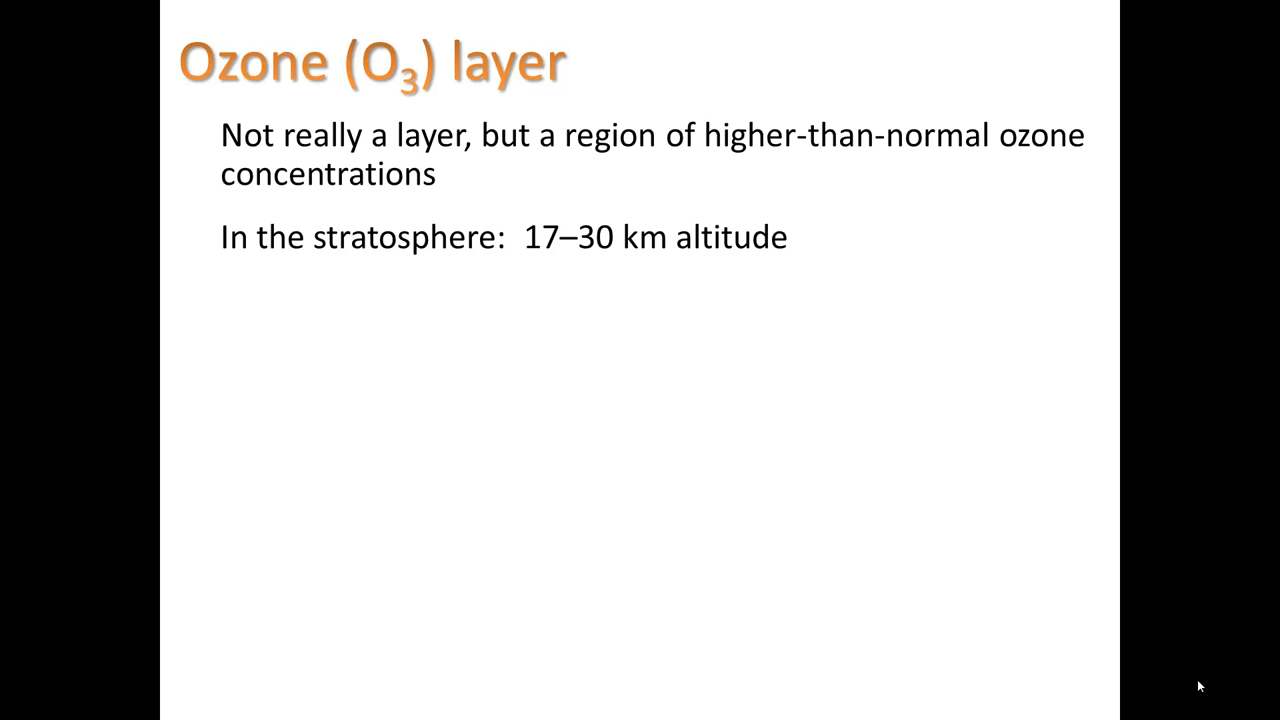 Ozone (O₃) layer
Not really a layer, but a region of higher-than-normal ozone
concentrations
In the stratosphere:  17–30 km altitude